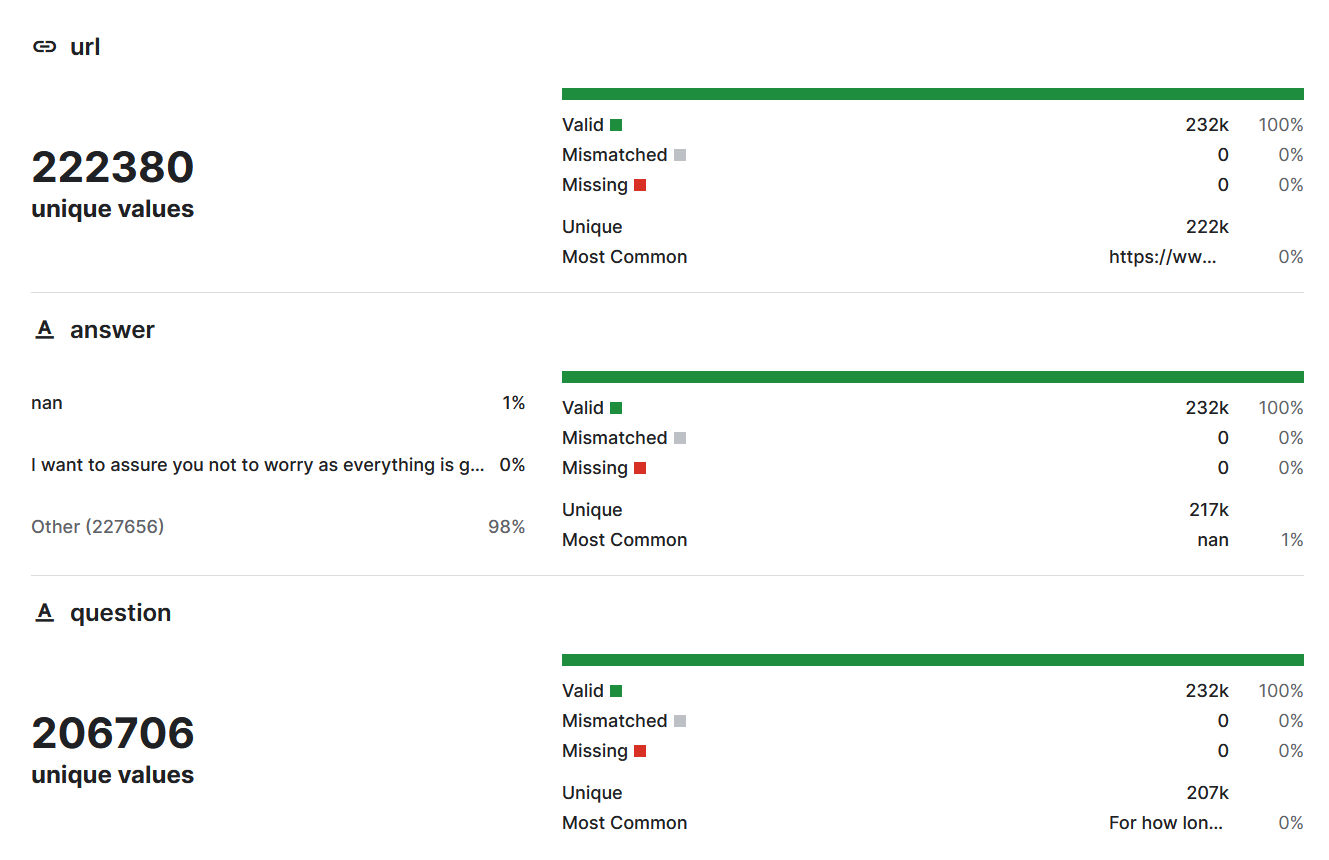 url
222380
unique values
Valid 232k 100%
Mismatched 0 0%
Missing 0 0%
Unique 222k
Most Common https://ww... 0%
answer
nan 1%
I want to assure you not to worry as everything is g... 0%
Other (227656) 98%
Valid 232k 100%
Mismatched 0 0%
Missing 0 0%
Unique 217k
Most Common nan 1%
question
206706
unique values
Valid 232k 100%
Mismatched 0 0%
Missing 0 0%
Unique 207k
Most Common For how lon... 0%